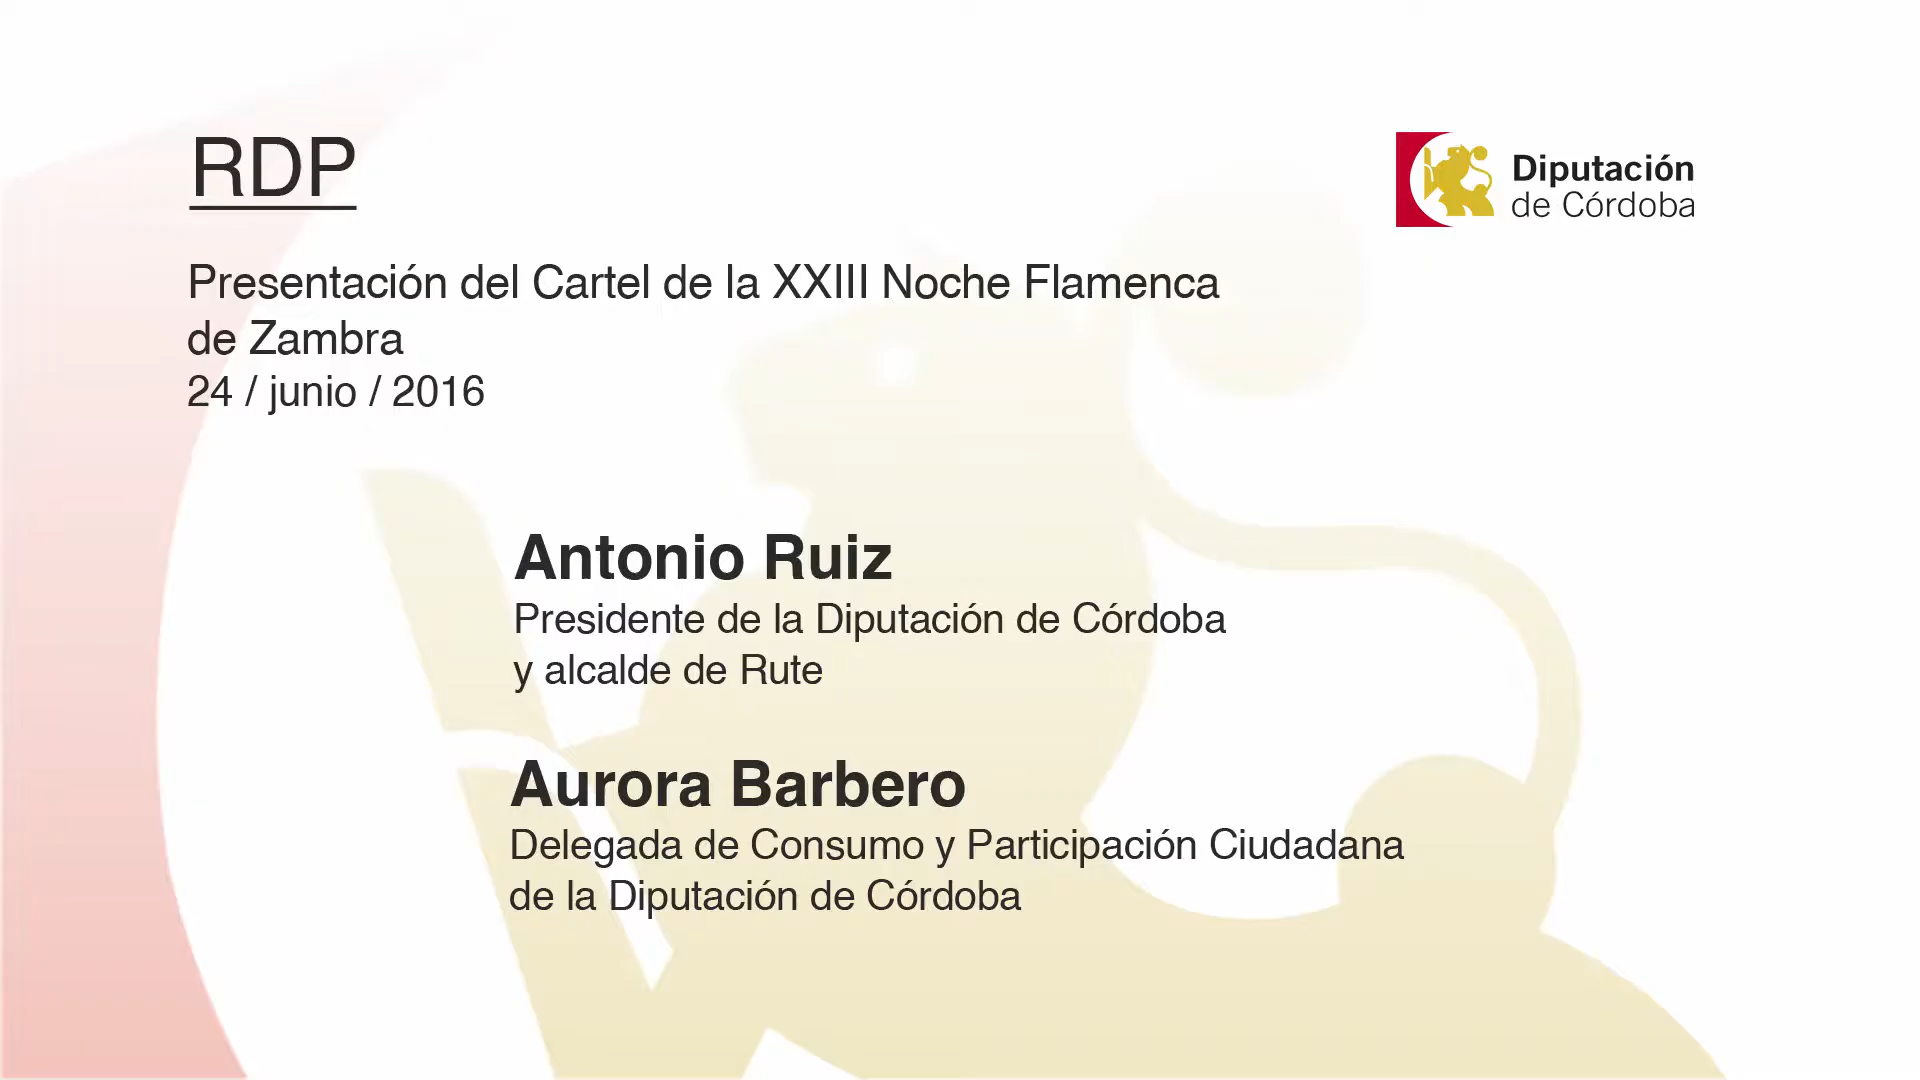 RDP
Diputación
de Córdoba
Presentación del Cartel de la XXIII Noche Flamenca
de Zambra
24 / junio / 2016
Antonio Ruiz
Presidente de la Diputación de Córdoba
y alcalde de Rute
Aurora Barbero
Delegada de Consumo y Participación Ciudadana
de la Diputación de Córdoba